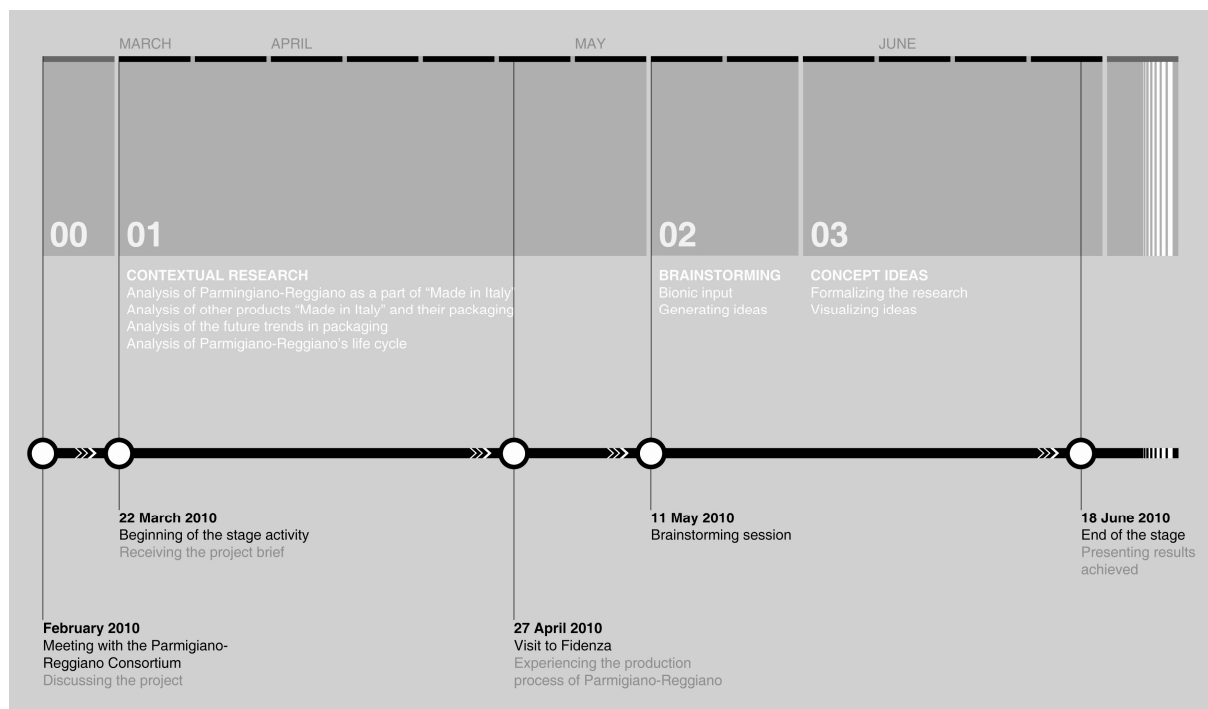 MARCH
APRIL
MAY
JUNE
00
01
02
03
CONTEXTUAL RESEARCH
Analysis of Parmingiano-Reggiano as a part of “Made in Italy”
Analysis of other products “Made in Italy” and their packaging
Analysis of the future trends in packaging
Analysis of Parmigiano-Reggiano’s life cycle
BRAINSTORMING
Bionic input
Generating ideas
CONCEPT IDEAS
Formalizing the research
Visualizing ideas
22 March 2010
Beginning of the stage activity
Receiving the project brief
11 May 2010
Brainstorming session
18 June 2010
End of the stage
Presenting results
achieved
February 2010
Meeting with the Parmigiano-
Reggiano Consortium
Discussing the project
27 April 2010
Visit to Fidenza
Experiencing the production
process of Parmigiano-Reggiano